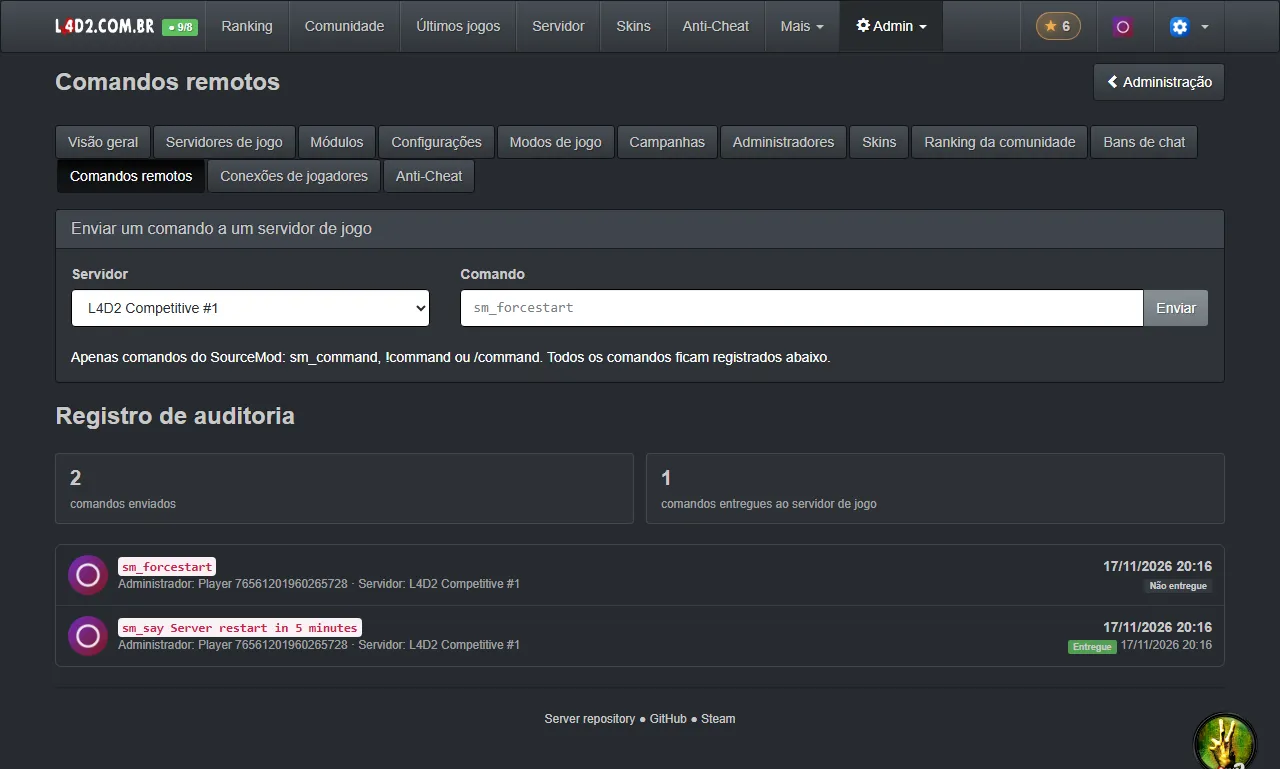 L4D2.COM.BR ● 9/8 Ranking Comunidade Últimos jogos Servidor Skins Anti-Cheat Mais Admin 6
Comandos remotos
Administração
Visão geral Servidores de jogo Módulos Configurações Modos de jogo Campanhas Administradores Skins Ranking da comunidade Bans de chat
Comandos remotos Conexões de jogadores Anti-Cheat
Enviar um comando a um servidor de jogo
Servidor Comando
L4D2 Competitive #1 sm_forcestart Enviar
Apenas comandos do SourceMod: sm_command, !command ou /command. Todos os comandos ficam registrados abaixo.
Registro de auditoria
2 1
comandos enviados comandos entregues ao servidor de jogo
sm_forcestart 17/11/2026 20:16
Administrador: Player 76561201960265728 · Servidor: L4D2 Competitive #1 Não entregue
sm_say Server restart in 5 minutes 17/11/2026 20:16
Administrador: Player 76561201960265728 · Servidor: L4D2 Competitive #1 Entregue 17/11/2026 20:16
Server repository ● GitHub ● Steam